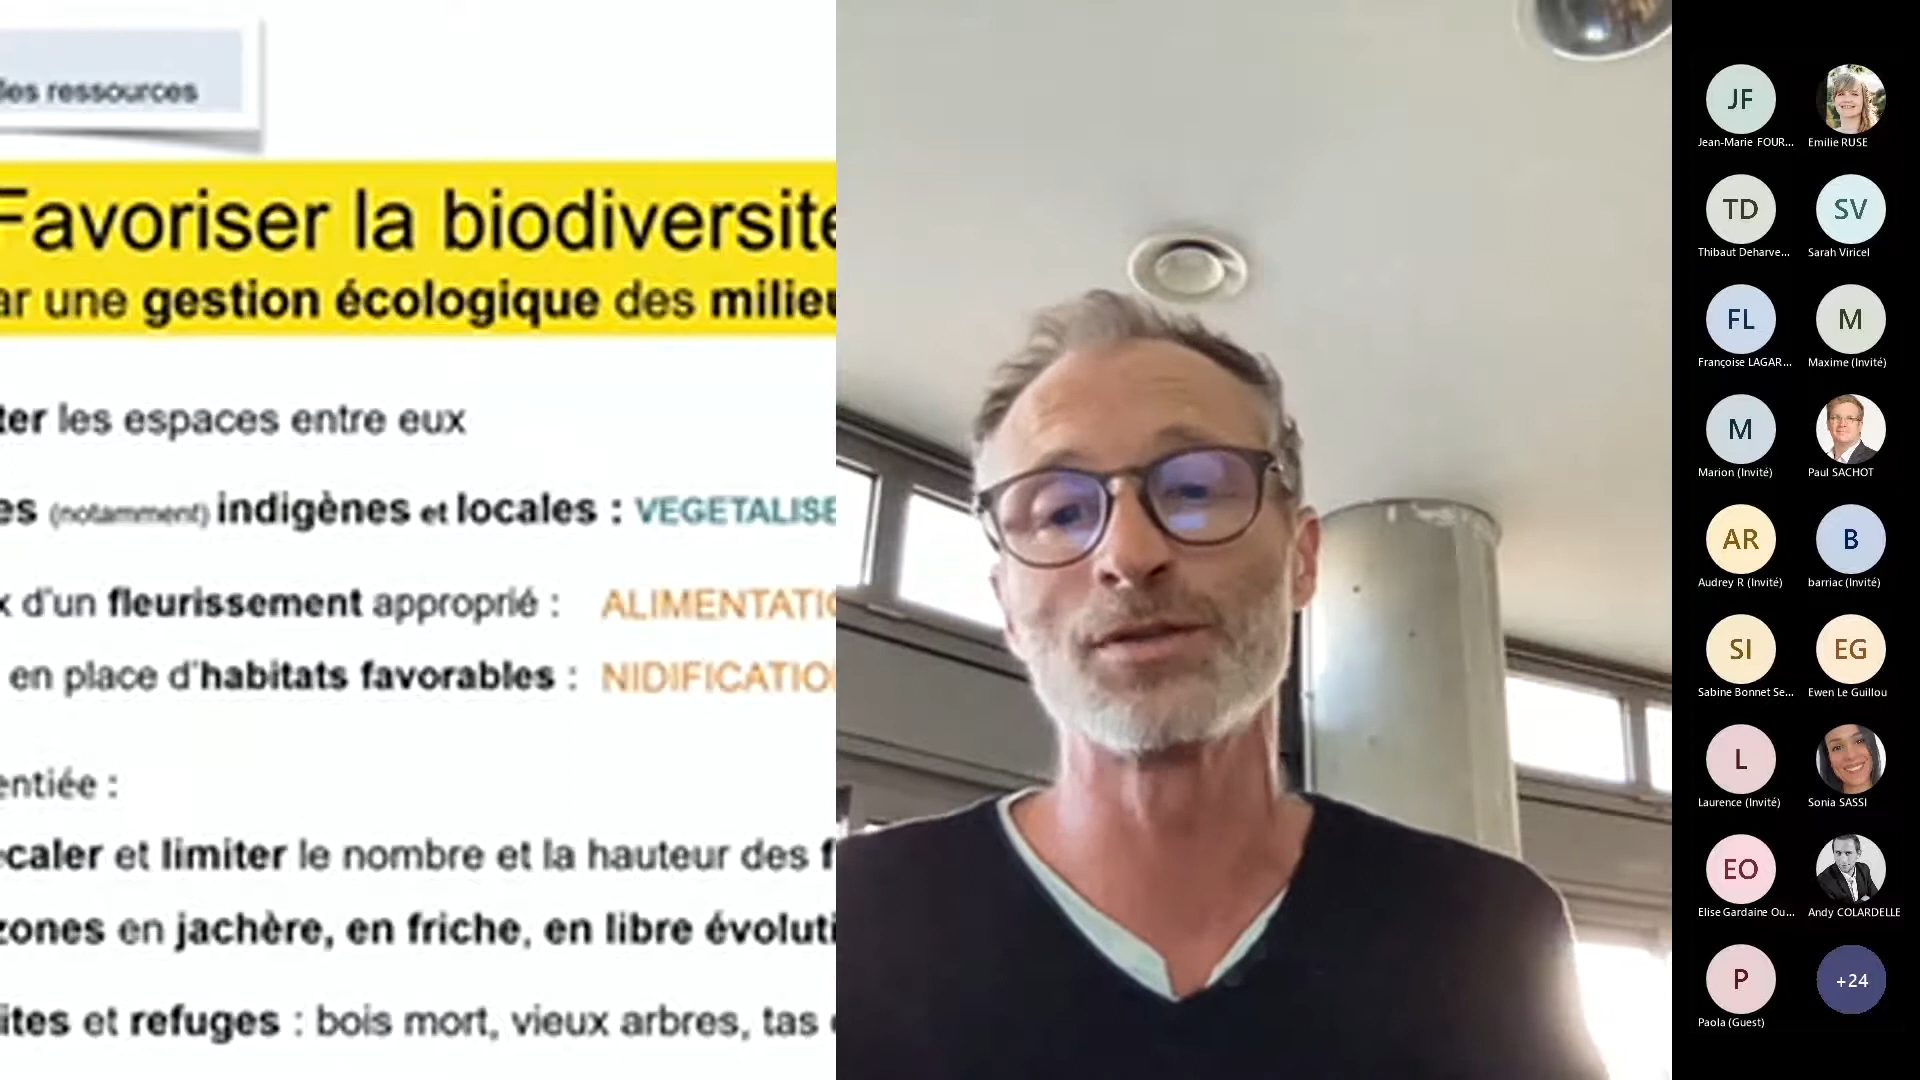 des ressources
Favoriser la biodiversité
ar une gestion écologique des milieu
ter les espaces entre eux
es (notamment) indigènes et locales : VEGETALISE
x d'un fleurissement approprié : ALIMENTATIO
en place d'habitats favorables : NIDIFICATIO
entiée :
écaler et limiter le nombre et la hauteur des f
zones en jachère, en friche, en libre évoluti
ites et refuges : bois mort, vieux arbres, tas
JF
Jean-Marie FOUR...
Emilie RUSE
TD
Thibaut Deharve...
SV
Sarah Viricel
FL
Françoise LAGAR...
M
Maxime (Invité)
M
Marion (Invité)
Paul SACHOT
AR
Audrey R (Invité)
B
barriac (Invité)
SI
Sabine Bonnet Se...
EG
Ewen Le Guillou
L
Laurence (Invité)
Sonia SASSI
EO
Elise Gardaine Ou...
Andy COLARDELLE
P
Paola (Guest)
+24